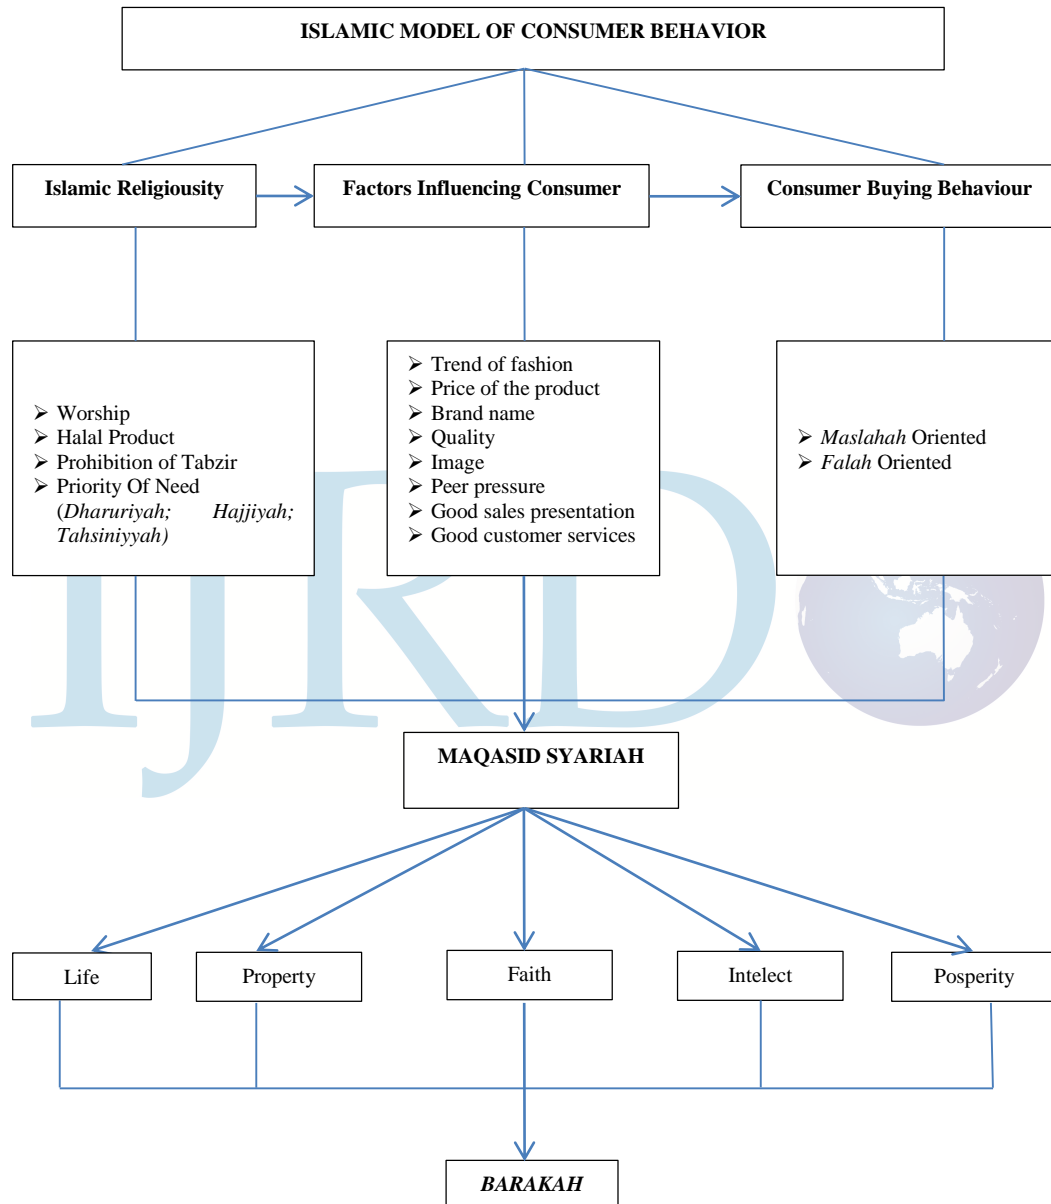 ISLAMIC MODEL OF CONSUMER BEHAVIOR
Islamic Religiousity
Factors Influencing Consumer
Consumer Buying Behaviour
➢ Worship
➢ Halal Product
➢ Prohibition of Tabzir
➢ Priority Of Need
(Dharuriyah; Hajjiyah;
Tahsiniyyah)
➢ Trend of fashion
➢ Price of the product
➢ Brand name
➢ Quality
➢ Image
➢ Peer pressure
➢ Good sales presentation
➢ Good customer services
➢ Maslahah Oriented
➢ Falah Oriented
IJRDO
MAQASID SYARIAH
Life
Property
Faith
Intelect
Posperity
BARAKAH